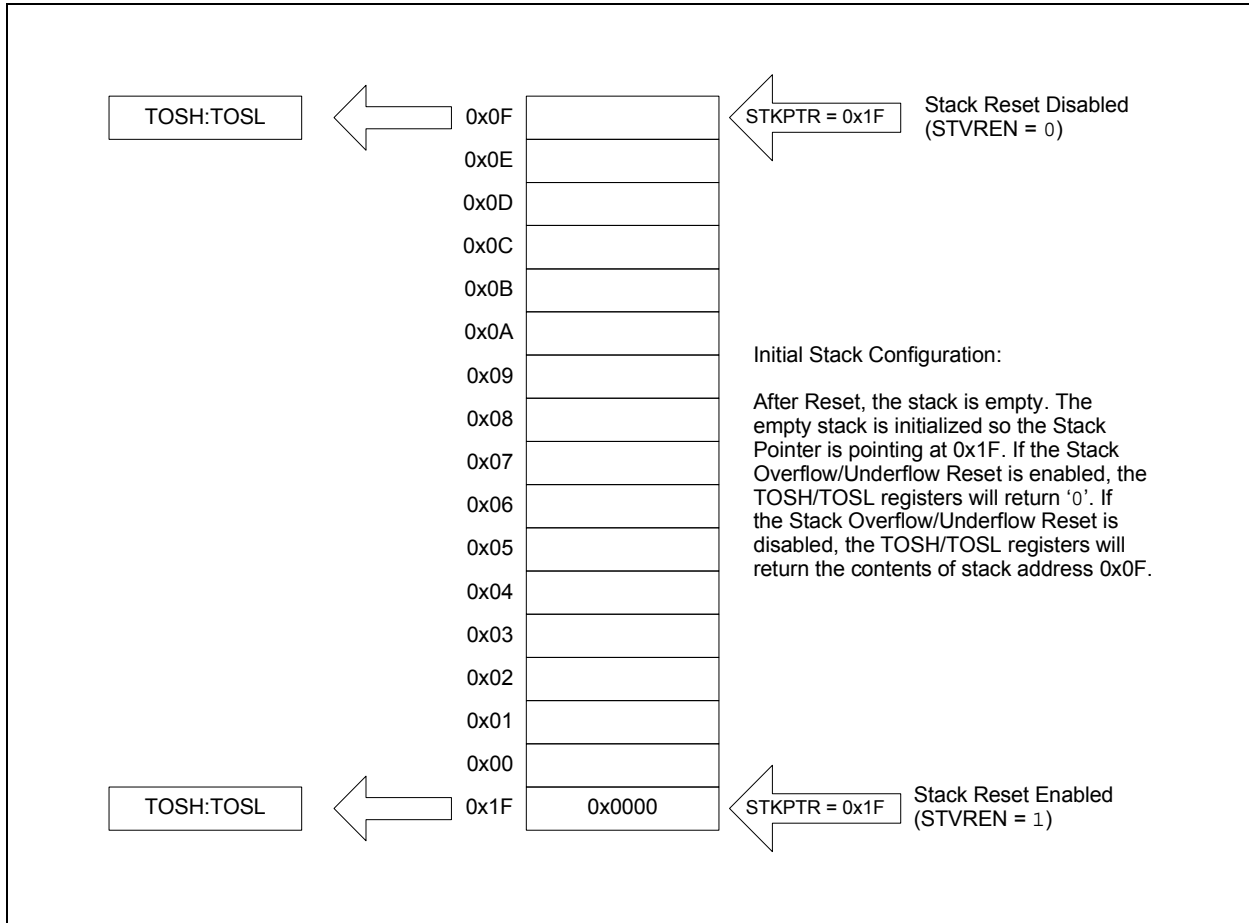 TOSH:TOSL
0x0F
STKPTR = 0x1F
Stack Reset Disabled
(STVREN = 0)
0x0E
0x0D
0x0C
0x0B
0x0A
0x09
0x08
0x07
0x06
0x05
0x04
0x03
0x02
0x01
0x00
Initial Stack Configuration:
After Reset, the stack is empty. The
empty stack is initialized so the Stack
Pointer is pointing at 0x1F. If the Stack
Overflow/Underflow Reset is enabled, the
TOSH/TOSL registers will return ‘0’. If
the Stack Overflow/Underflow Reset is
disabled, the TOSH/TOSL registers will
return the contents of stack address 0x0F.
TOSH:TOSL
0x1F
0x0000
STKPTR = 0x1F
Stack Reset Enabled
(STVREN = 1)